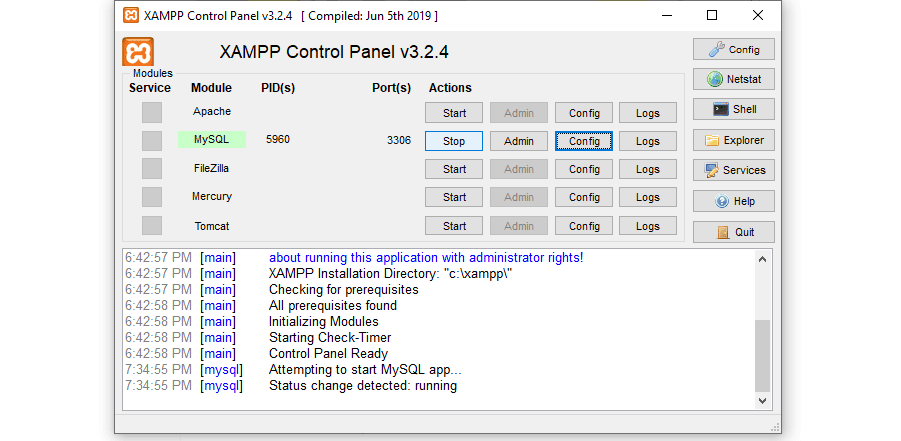 XAMPP Control Panel v3.2.4 [ Compiled: Jun 5th 2019 ]
XAMPP Control Panel v3.2.4
Config
Modules
Service Module PID(s) Port(s) Actions
Netstat
Apache Start Admin Config Logs
Shell
MySQL 5960 3306 Stop Admin Config Logs
Explorer
FileZilla Start Admin Config Logs
Services
Mercury Start Admin Config Logs
Help
Tomcat Start Admin Config Logs
Quit
6:42:57 PM [main] about running this application with administrator rights!
6:42:57 PM [main] XAMPP Installation Directory: "c:\xampp\"
6:42:57 PM [main] Checking for prerequisites
6:42:58 PM [main] All prerequisites found
6:42:58 PM [main] Initializing Modules
6:42:58 PM [main] Starting Check-Timer
6:42:58 PM [main] Control Panel Ready
7:34:55 PM [mysql] Attempting to start MySQL app...
7:34:55 PM [mysql] Status change detected: running